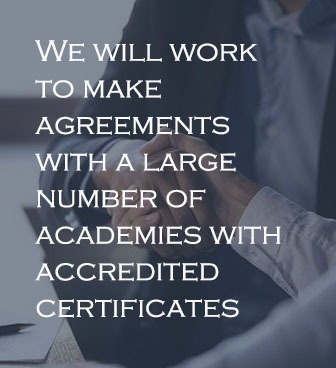 We will work
to make
agreements
with a large
number of
academies with
accredited
certificates